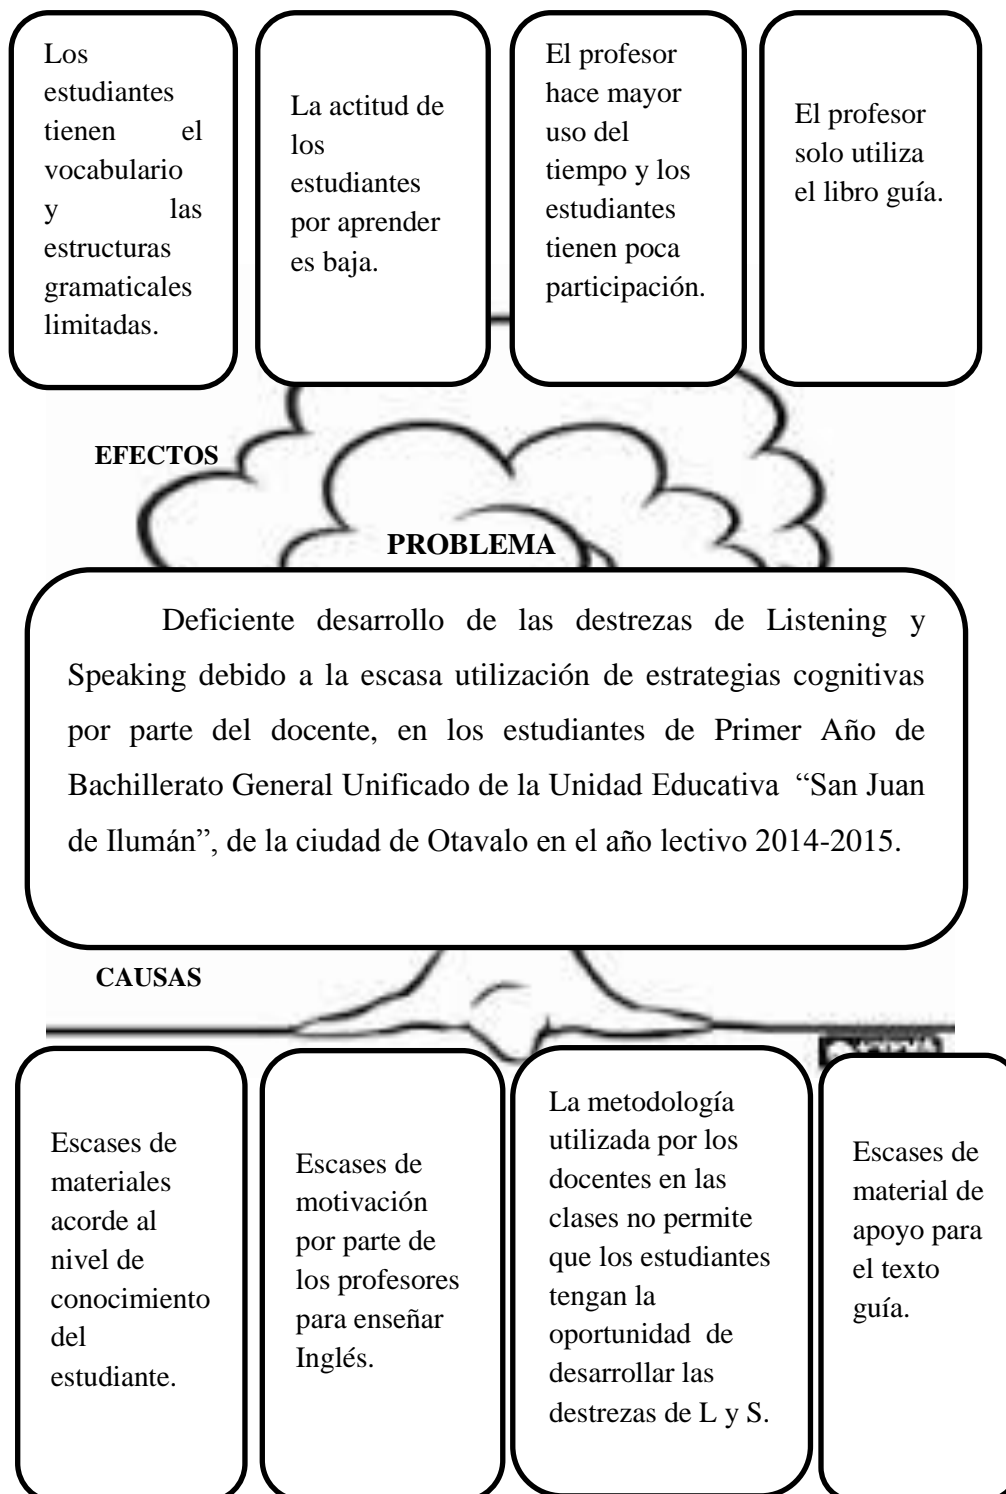 Los
estudiantes
tienen el
vocabulario
y las
estructuras
gramaticales
limitadas.
La actitud de
los
estudiantes
por aprender
es baja.
El profesor
hace mayor
uso del
tiempo y los
estudiantes
tienen poca
participación.
El profesor
solo utiliza
el libro guía.
EFECTOS
PROBLEMA
Deficiente desarrollo de las destrezas de Listening y
Speaking debido a la escasa utilización de estrategias cognitivas
por parte del docente, en los estudiantes de Primer Año de
Bachillerato General Unificado de la Unidad Educativa “San Juan
de Ilumán”, de la ciudad de Otavalo en el año lectivo 2014-2015.
CAUSAS
Escases de
materiales
acorde al
nivel de
conocimiento
del
estudiante.
Escases de
motivación
por parte de
los profesores
para enseñar
Inglés.
La metodología
utilizada por los
docentes en las
clases no permite
que los estudiantes
tengan la
oportunidad de
desarrollar las
destrezas de L y S.
Escases de
material de
apoyo para
el texto
guía.